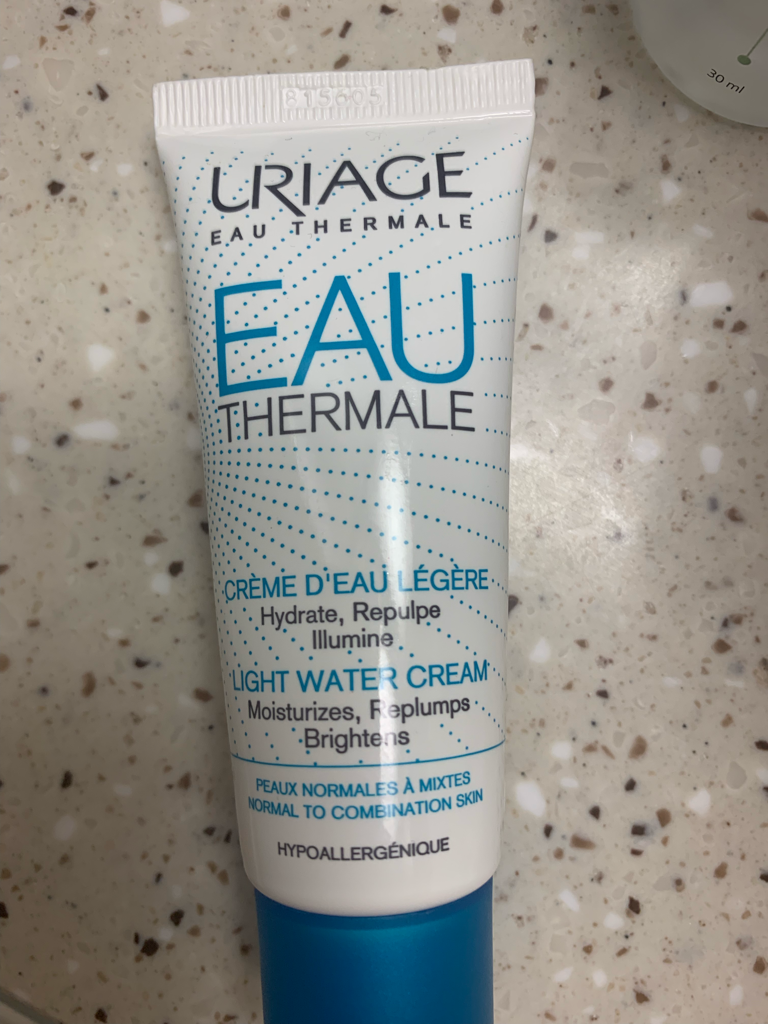 815605
URIAGE
EAU THERMALE
EAU
THERMALE
CRÈME D'EAU LÉGÈRE
Hydrate, Repulpe
Illumine
LIGHT WATER CREAM
Moisturizes, Replumps
Brightens
PEAUX NORMALES À MIXTES
NORMAL TO COMBINATION SKIN
HYPOALLERGÉNIQUE
30 ml